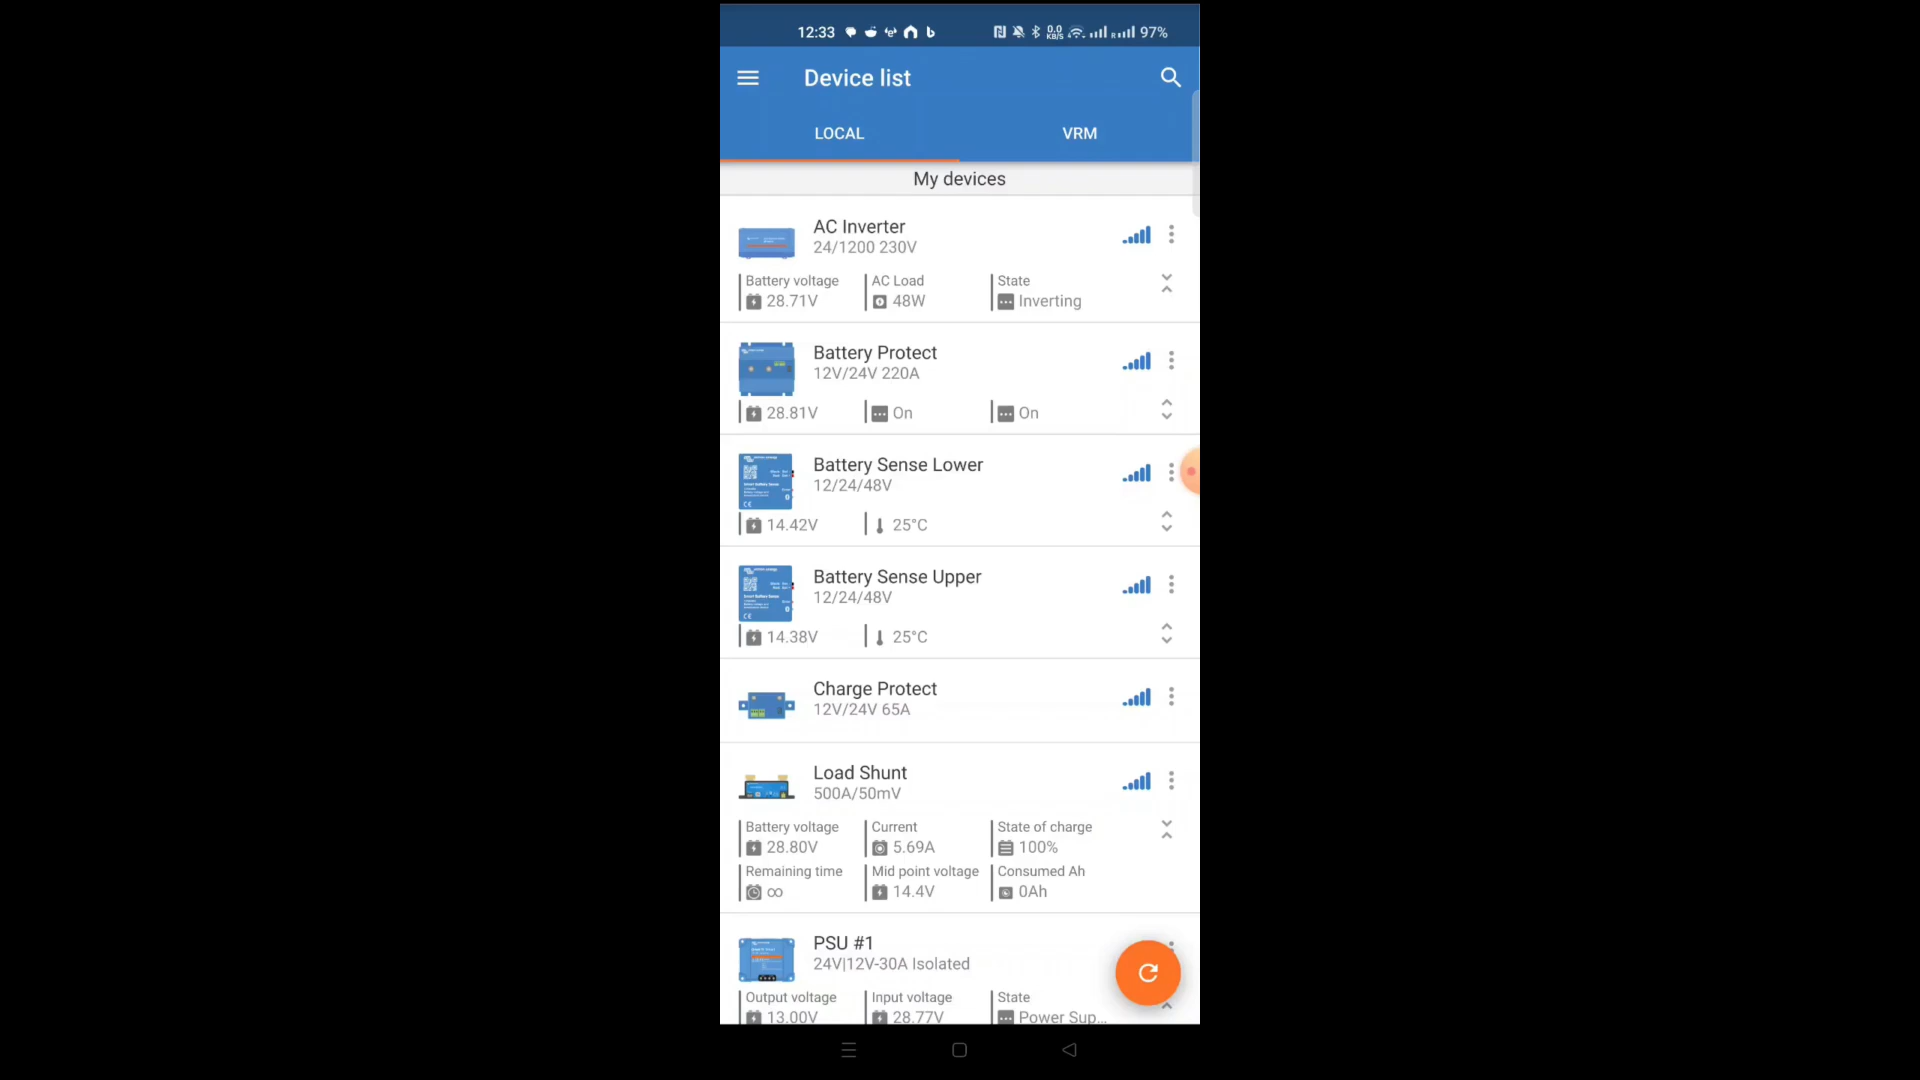 12:33 0.0 KB/S R 97%
Device list
LOCAL VRM
My devices
AC Inverter
24/1200 230V
Battery voltage AC Load State
28.71V 48W Inverting
Battery Protect
12V/24V 220A
28.81V On On
Battery Sense Lower
12/24/48V
14.42V 25°C
Battery Sense Upper
12/24/48V
14.38V 25°C
Charge Protect
12V/24V 65A
Load Shunt
500A/50mV
Battery voltage Current State of charge
28.80V 5.69A 100%
Remaining time Mid point voltage Consumed Ah
∞ 14.4V 0Ah
PSU #1
24V|12V-30A Isolated
Output voltage Input voltage State
13.00V 28.77V Power Sup...